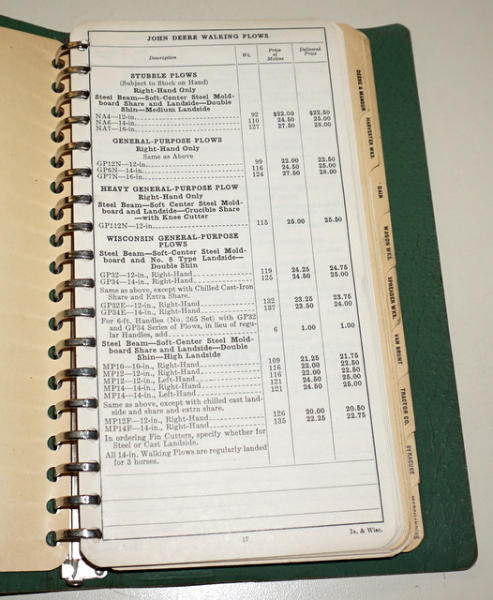 JOHN DEERE WALKING PLOWS
Description Wt. Price at Moline Delivered Price
STUBBLE PLOWS
(Subject to Stock on Hand)
Right-Hand Only
Steel Beam—Soft-Center Steel Mold-
board Share and Landside—Double
Shin—Medium Landside
NA4—12-in. 92 $22.00 $22.50
NA6—14-in. 110 24.50 25.00
NA7—16-in. 127 27.50 28.00
GENERAL-PURPOSE PLOWS
Right-Hand Only
Same as Above
GP12N—12-in. 99 22.00 22.50
GP6N—14-in. 116 24.50 25.00
GP7N—16-in. 124 27.50 28.00
HEAVY GENERAL-PURPOSE PLOW
Right-Hand Only
Steel Beam—Soft Center Steel Mold-
board and Landside—Crucible Share
—with Knee Cutter
GP112N—12-in. 115 25.00 25.50
WISCONSIN GENERAL-PURPOSE
PLOWS
Steel Beam—Soft-Center Steel Mold-
board and No. 8 Type Landside—
Double Shin
GP32—12-in., Right-Hand 119 24.25 24.75
GP34—14-in., Right-Hand 125 24.50 25.00
Same as above, except with Chilled Cast-Iron
Share and Extra Share.
GP32E—12-in., Right-Hand 132 23.25 23.75
GP34E—14-in., Right-Hand 137 23.50 24.00
For 6-ft. Handles (No. 265 Set) with GP32
and GP34 Series of Plows, in lieu of regu-
lar Handles, add 6 1.00 1.00
Steel Beam—Soft-Center Steel Mold-
board Share and Landside—Double
Shin—High Landside
MP10—10-in., Right-Hand 109 21.25 21.75
MP12—12-in., Right-Hand 116 22.00 22.50
MP12—12-in., Left-Hand 116 22.00 22.50
MP14—14-in., Right-Hand 121 24.50 25.00
MP14—14-in., Left-Hand 121 24.50 25.00
Same as above, except with chilled cast land-
side and share and extra share.
MP12F—12-in., Right-Hand 126 20.00 20.50
MP14F—14-in., Right-Hand 135 22.25 22.75
In ordering Fin Cutters, specify whether for
Steel or Cast Landside.
All 14-in. Walking Plows are regularly landed
for 3 horses.
17
Ia. & Wisc.
DEERE & MANSUR
HARVESTER WKS.
DAIN
WAGON WKS.
SPREADER WKS.
VAN BRUNT
TRACTOR CO.
SYRACUSE